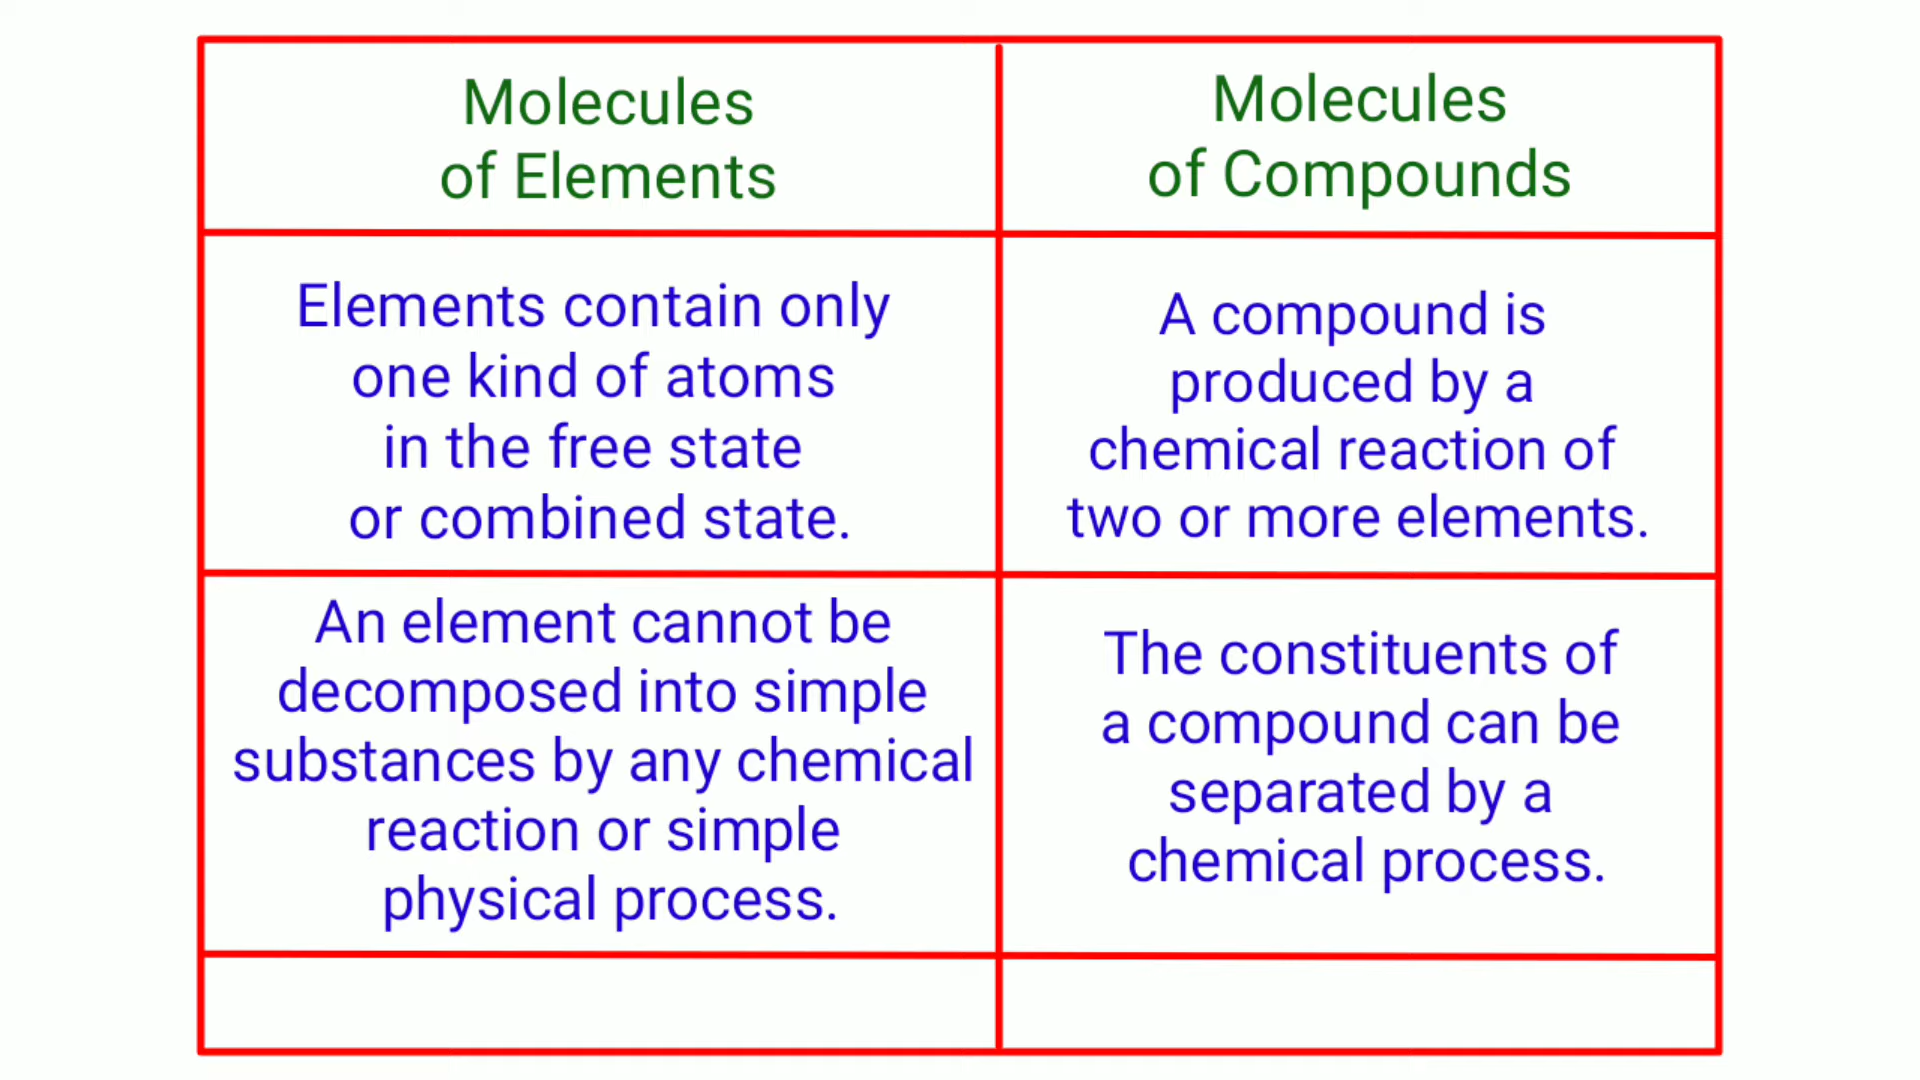 Molecules
of Elements
Molecules
of Compounds
Elements contain only
one kind of atoms
in the free state
or combined state.
A compound is
produced by a
chemical reaction of
two or more elements.
An element cannot be
decomposed into simple
substances by any chemical
reaction or simple
physical process.
The constituents of
a compound can be
separated by a
chemical process.